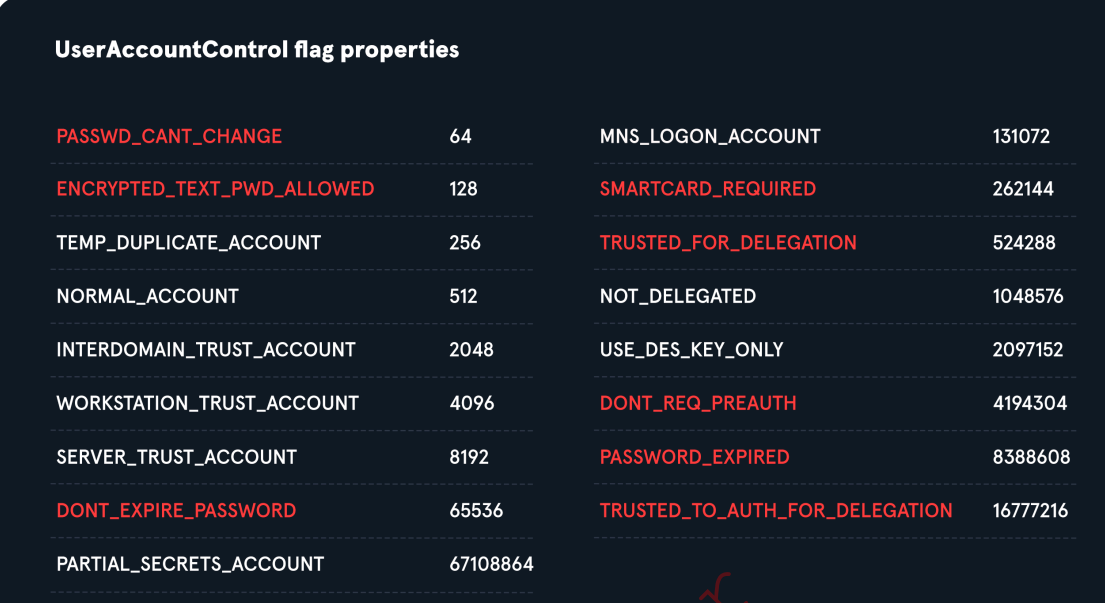 UserAccountControl flag properties
PASSWD_CANT_CHANGE 64
ENCRYPTED_TEXT_PWD_ALLOWED 128
TEMP_DUPLICATE_ACCOUNT 256
NORMAL_ACCOUNT 512
INTERDOMAIN_TRUST_ACCOUNT 2048
WORKSTATION_TRUST_ACCOUNT 4096
SERVER_TRUST_ACCOUNT 8192
DONT_EXPIRE_PASSWORD 65536
PARTIAL_SECRETS_ACCOUNT 67108864
MNS_LOGON_ACCOUNT 131072
SMARTCARD_REQUIRED 262144
TRUSTED_FOR_DELEGATION 524288
NOT_DELEGATED 1048576
USE_DES_KEY_ONLY 2097152
DONT_REQ_PREAUTH 4194304
PASSWORD_EXPIRED 8388608
TRUSTED_TO_AUTH_FOR_DELEGATION 16777216